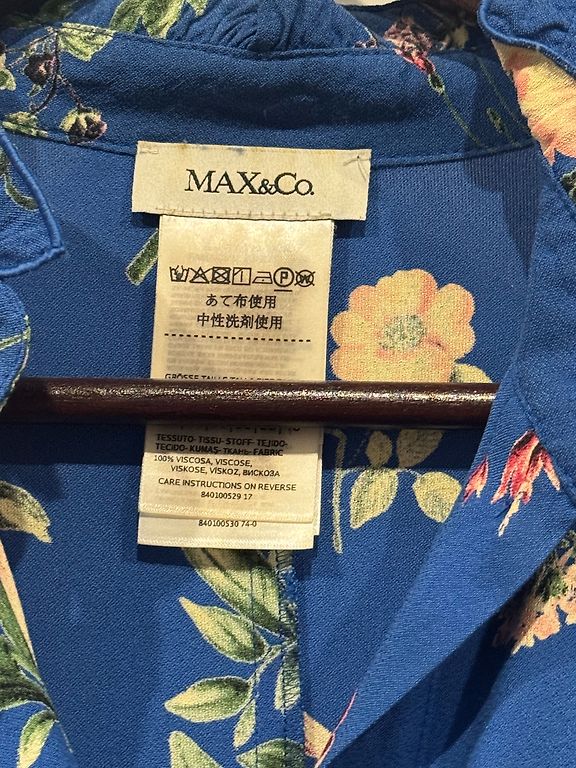 MAX&Co.
あて布使用
中性洗剤使用
TESSUTO-TISSU-STOFF-TEJIDO-
TECIDO-KUMAŞ-ТКАНЬ-FABRIC
100% VISCOSA, VISCOSE,
VISKOSE, VISKOZ, ВИСКОЗА
CARE INSTRUCTIONS ON REVERSE
840100529 17
840100530 74-0